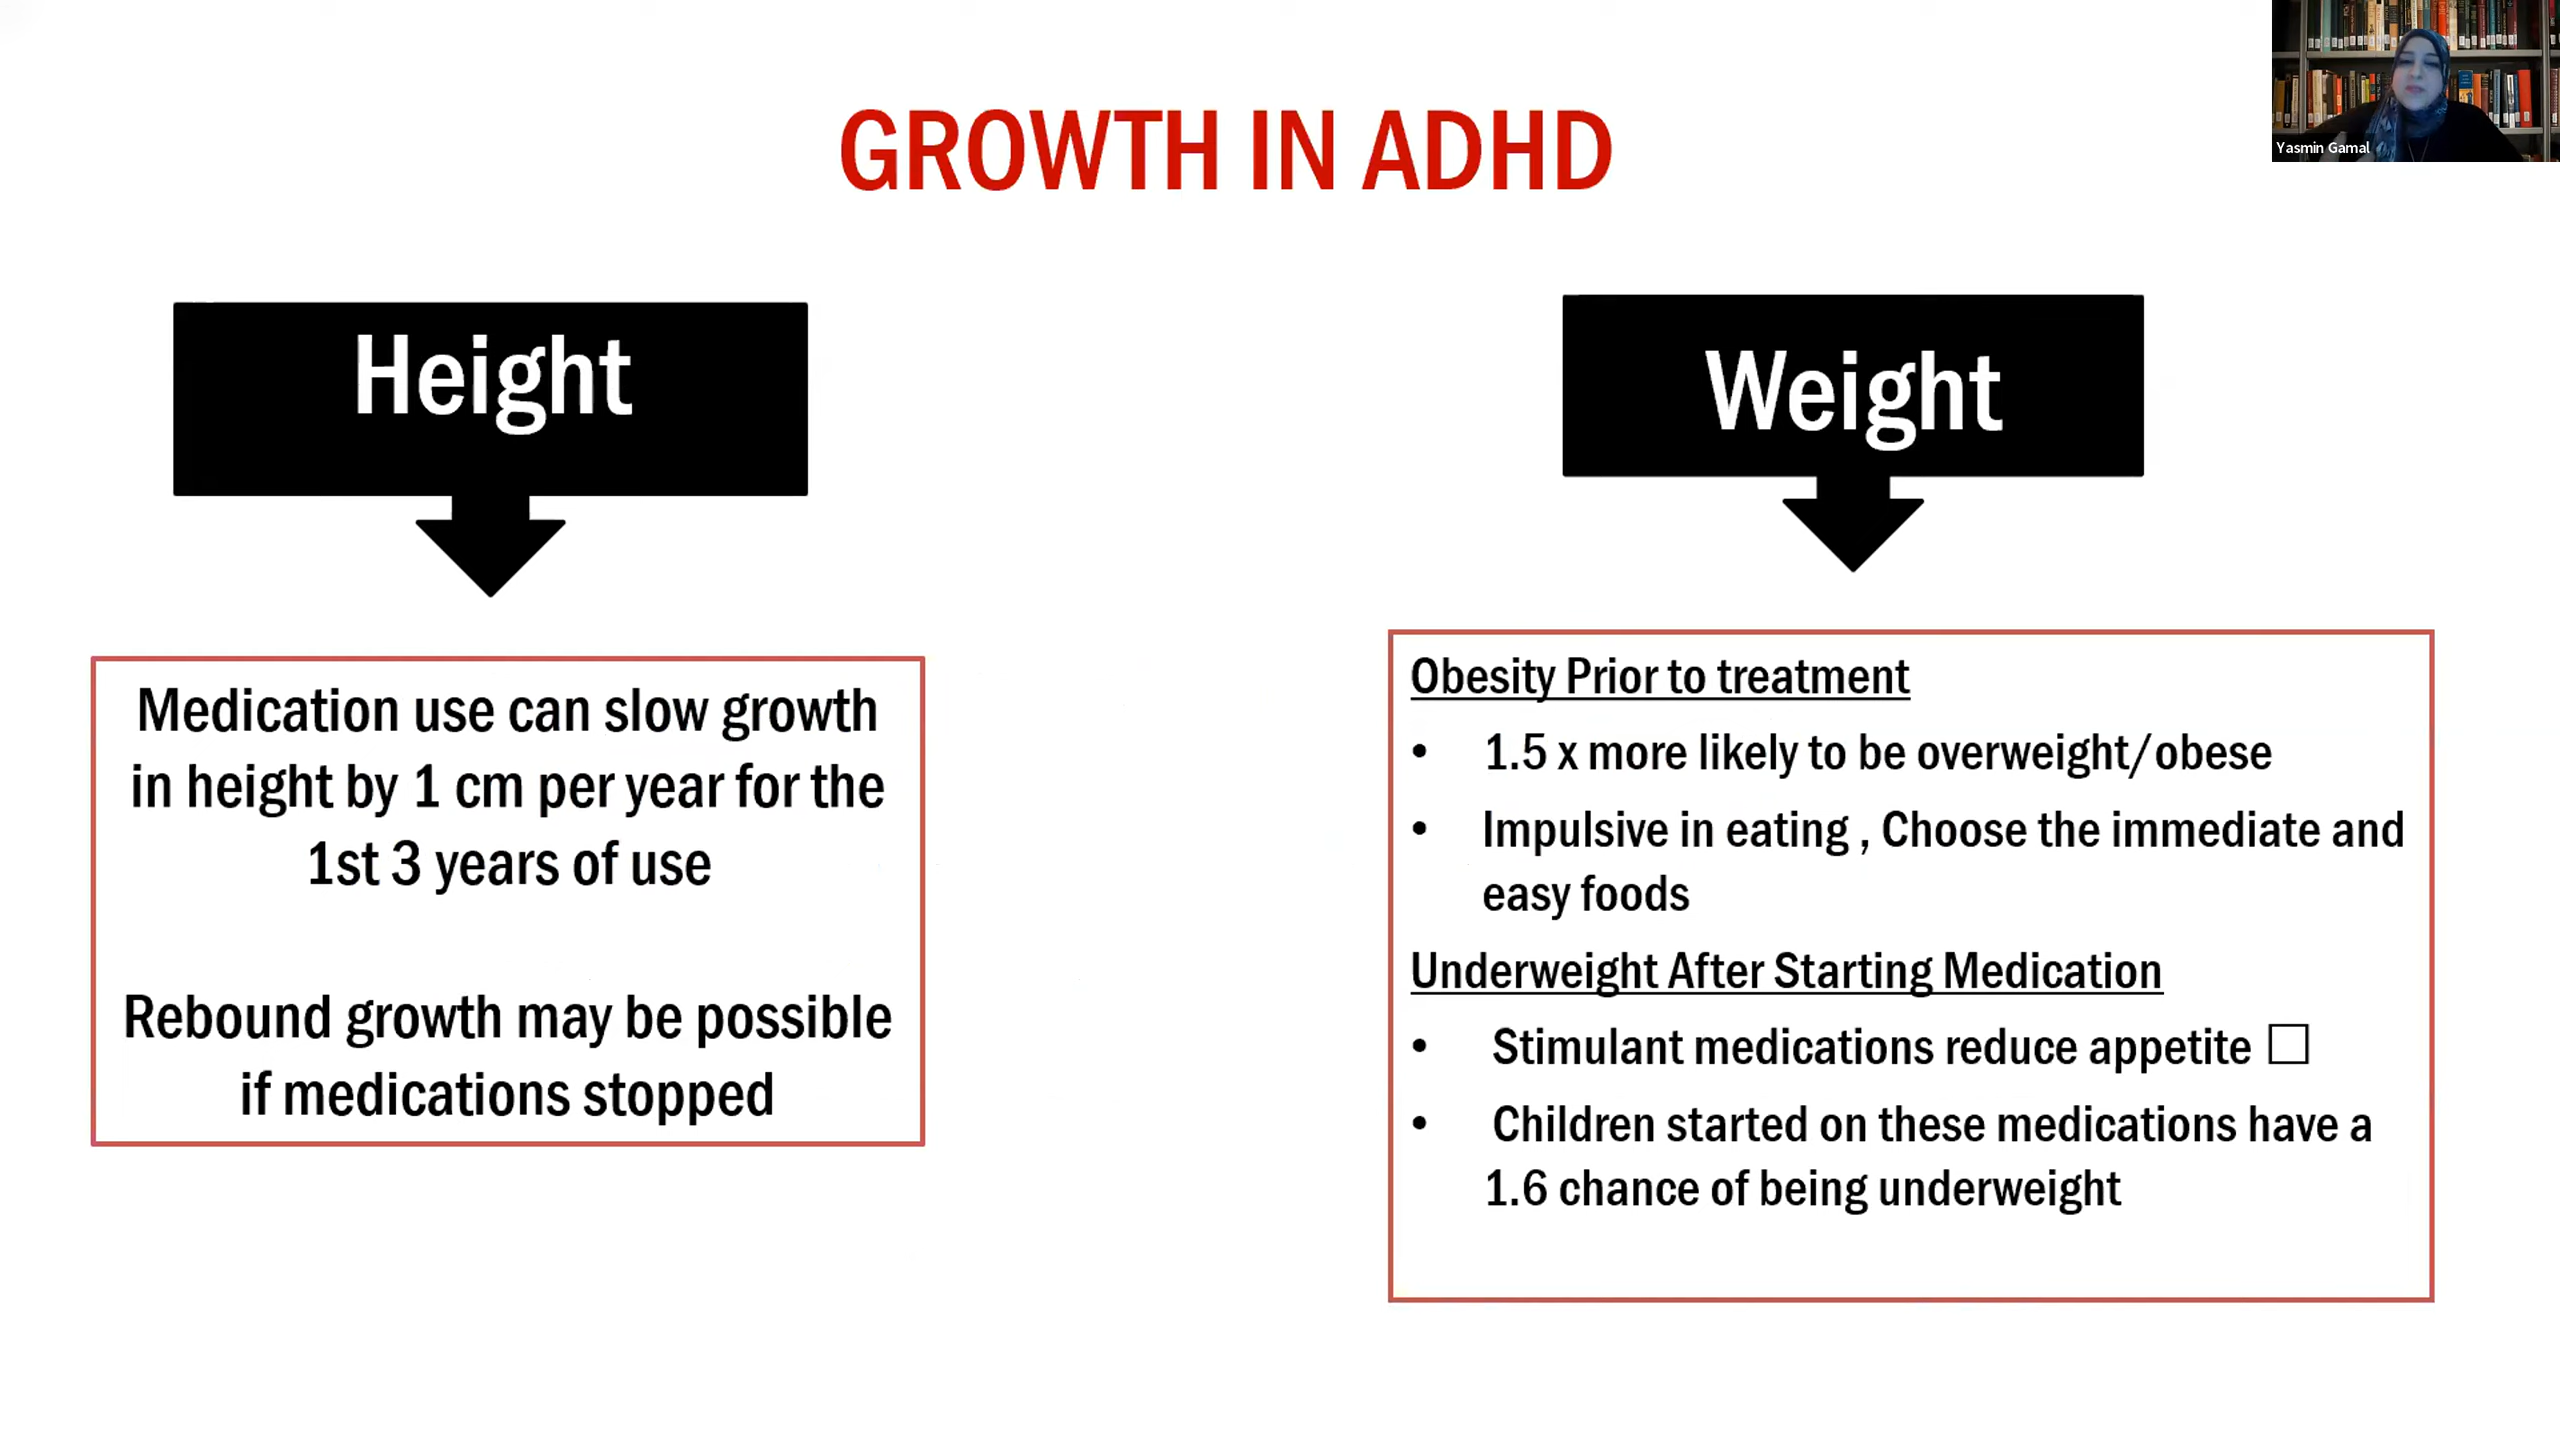 GROWTH IN ADHD
Yasmin Gamal
Height
Medication use can slow growth
in height by 1 cm per year for the
1st 3 years of use
Rebound growth may be possible
if medications stopped
Weight
Obesity Prior to treatment
• 1.5 x more likely to be overweight/obese
• Impulsive in eating , Choose the immediate and
easy foods
Underweight After Starting Medication
• Stimulant medications reduce appetite □
• Children started on these medications have a
1.6 chance of being underweight